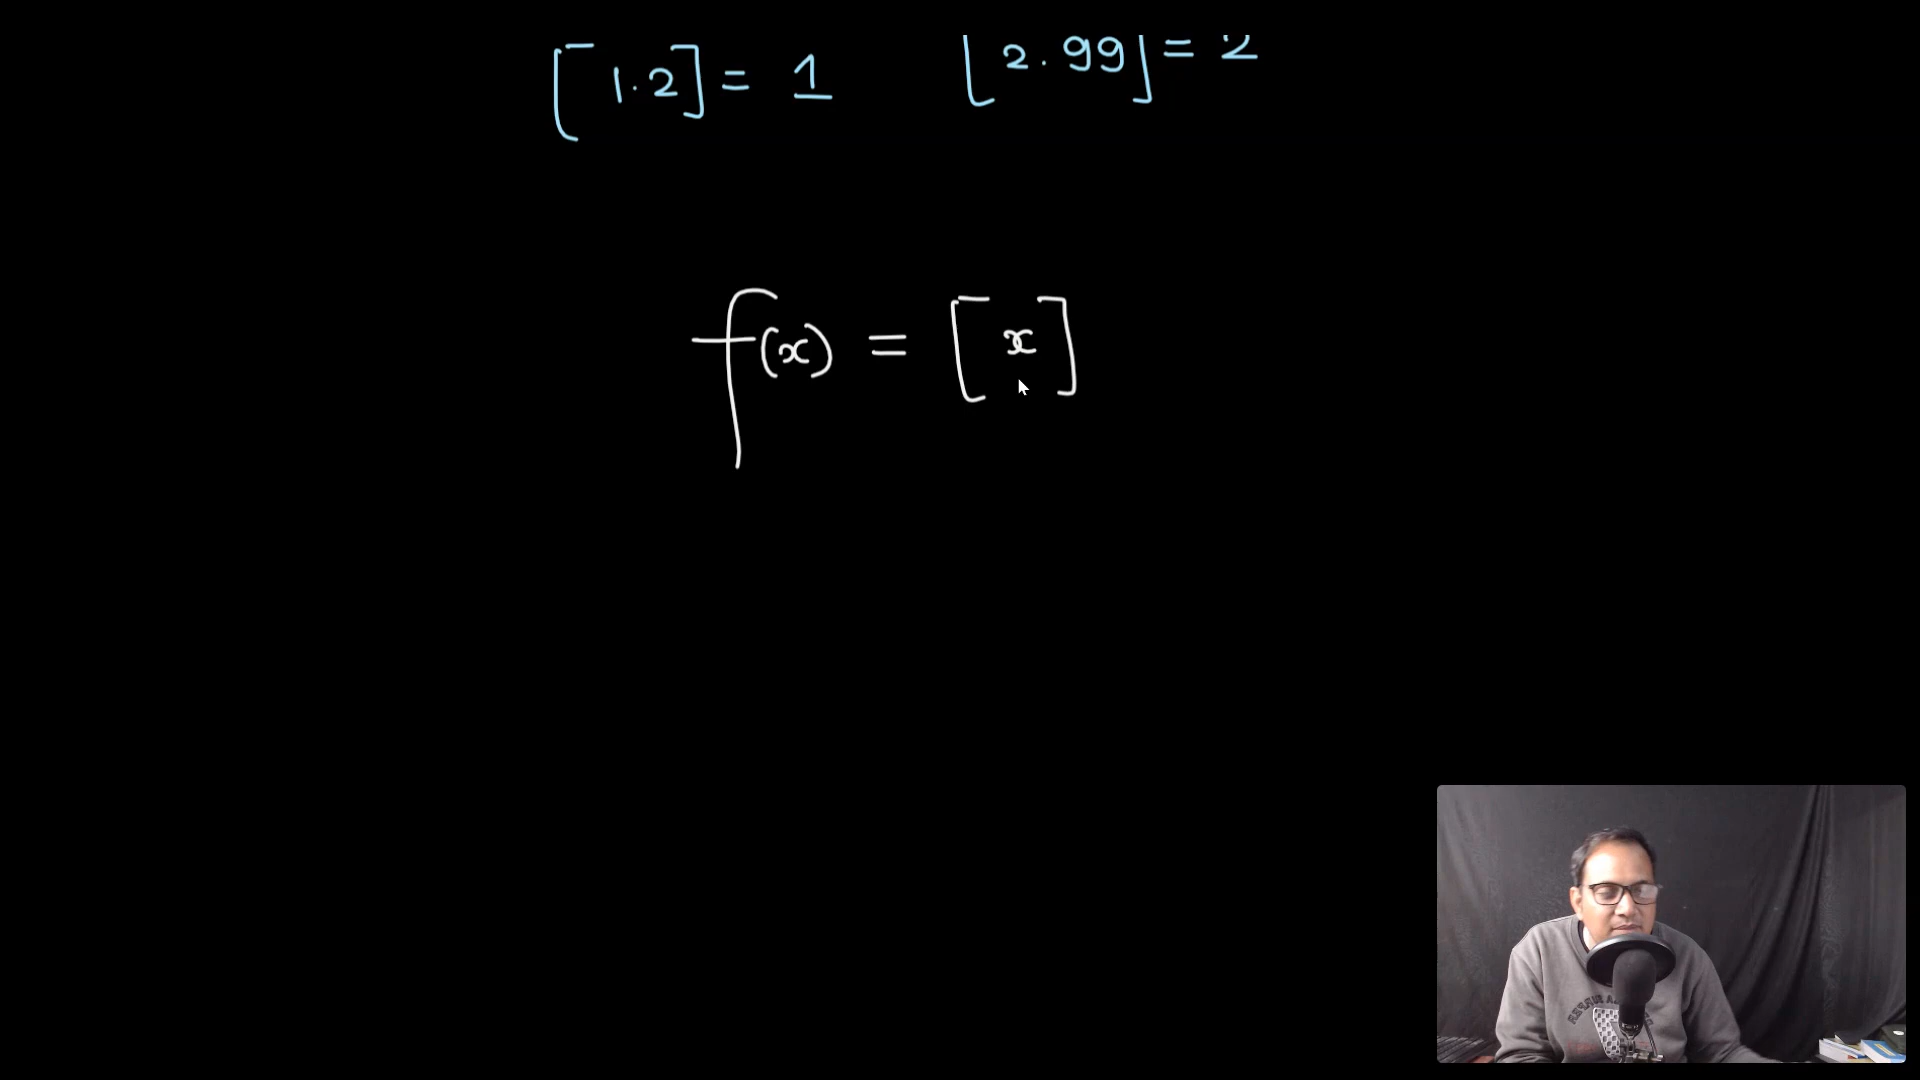 [1.2] = 1 [2.99] = 2
f(x) = [x]